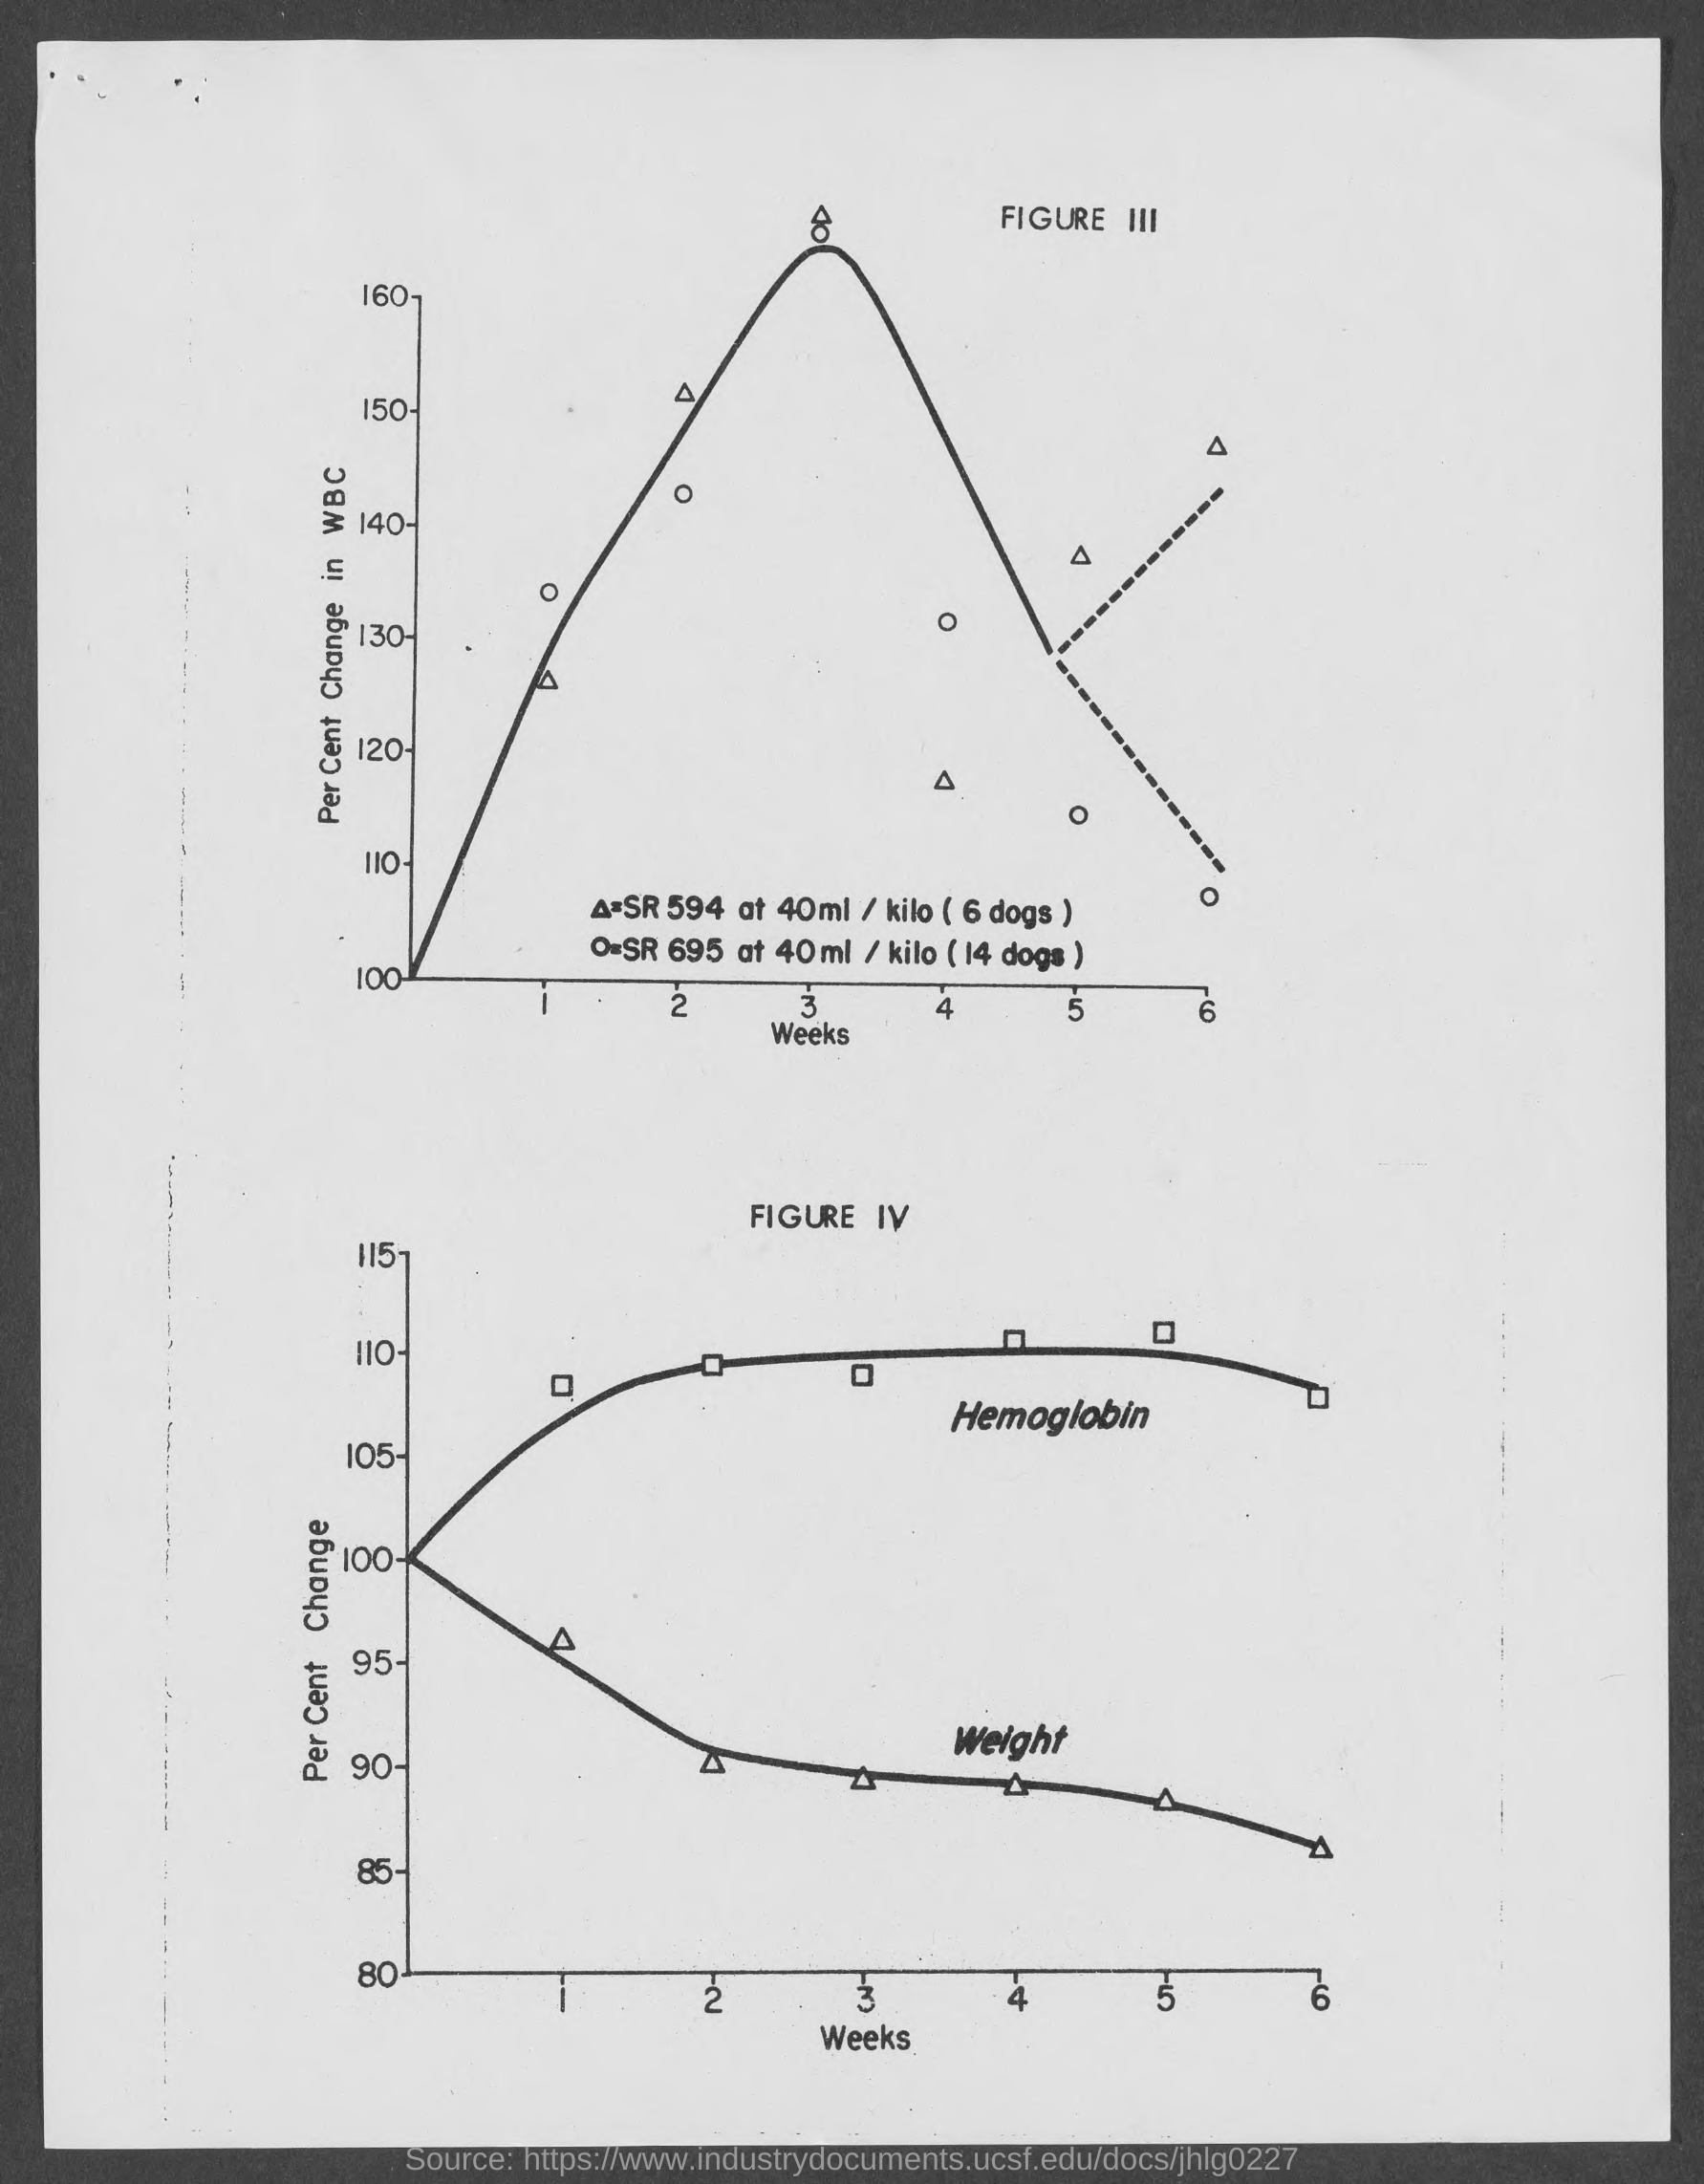 FIGURE III
160
150
140
130
120
110
100
Per Cent Change in WBC
Δ=SR 594 at 40ml / kilo ( 6 dogs )
O=SR 695 at 40ml / kilo ( 14 dogs )
1 2 3 4 5 6
Weeks
FIGURE IV
115
110
105
100
95
90
85
80
Per Cent Change
Hemoglobin
Weight
1 2 3 4 5 6
Weeks
Source: https://www.industrydocuments.ucsf.edu/docs/jhlg0227